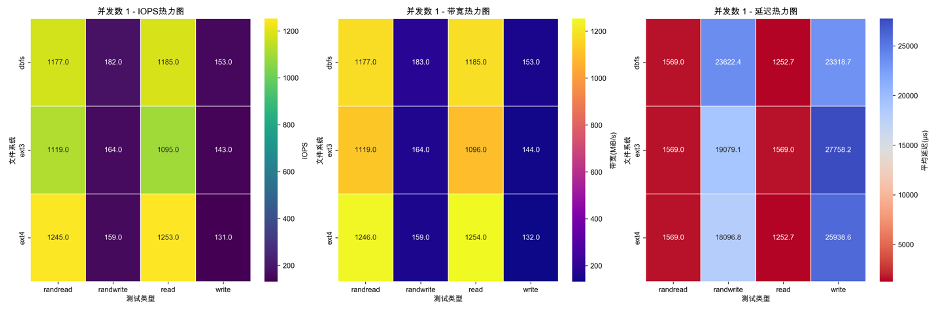 并发数 1 - IOPS热力图
dbfs 1177.0 182.0 1185.0 153.0
ext3 1119.0 164.0 1095.0 143.0
ext4 1245.0 159.0 1253.0 131.0
randread randwrite read write
测试类型
文件系统
1200
1000
800
600
400
200
IOPS
并发数 1 - 带宽热力图
dbfs 1177.0 183.0 1185.0 153.0
ext3 1119.0 164.0 1096.0 144.0
ext4 1246.0 159.0 1254.0 132.0
randread randwrite read write
测试类型
文件系统
1200
1000
800
600
400
200
带宽(MiB/s)
并发数 1 - 延迟热力图
dbfs 1569.0 23622.4 1252.7 23318.7
ext3 1569.0 19079.1 1569.0 27758.2
ext4 1569.0 18096.8 1252.7 25938.6
randread randwrite read write
测试类型
文件系统
25000
20000
15000
10000
5000
平均延迟(μs)